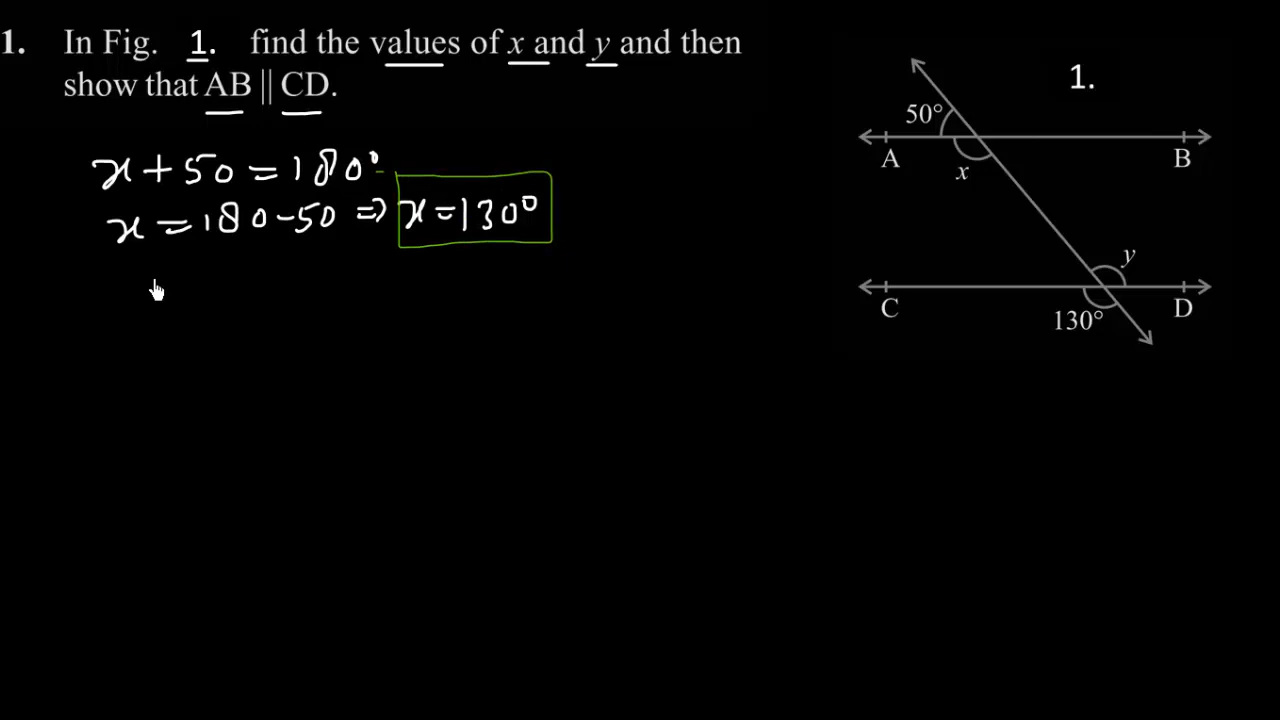 1. In Fig. 1. find the values of x and y and then
show that AB || CD.
x + 50 = 180°
x = 180 - 50 ⇒ x = 130°
1.
50°
A
B
x
y
C
D
130°